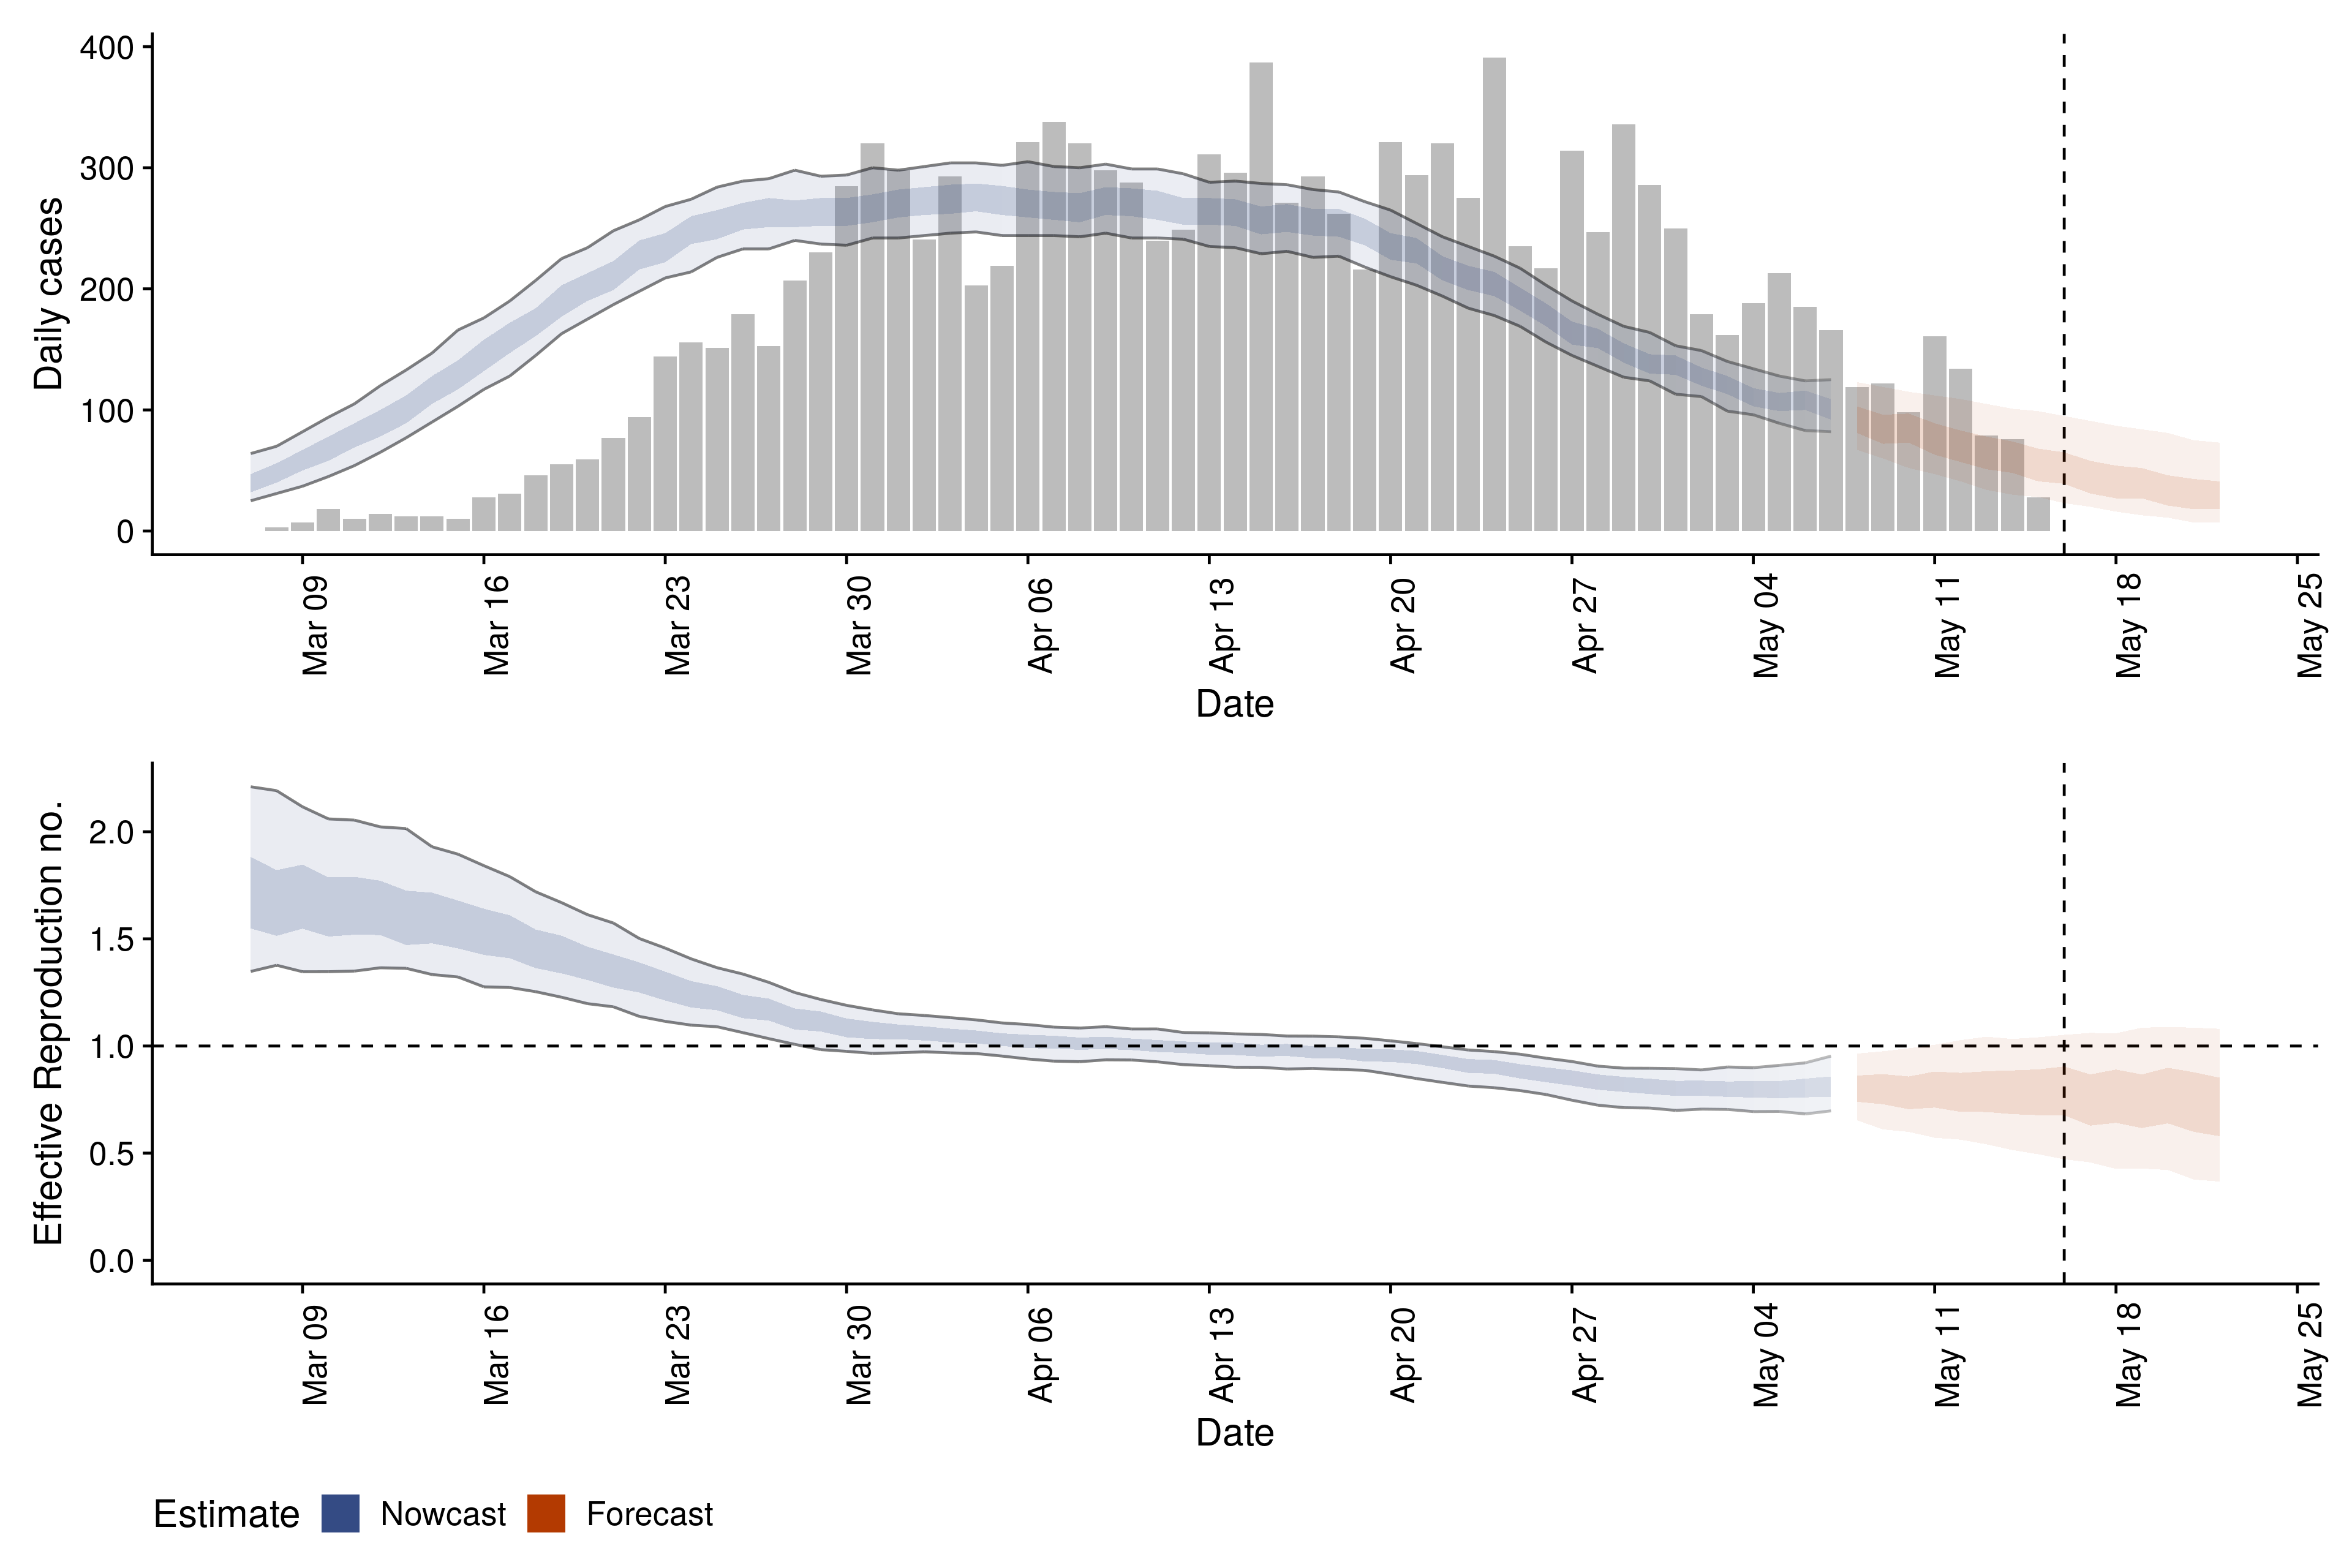 400
300
200
100
0
Daily cases
Mar 09 Mar 16 Mar 23 Mar 30 Apr 06 Apr 13 Apr 20 Apr 27 May 04 May 11 May 18 May 25
Date
2.0
1.5
1.0
0.5
0.0
Effective Reproduction no.
Mar 09 Mar 16 Mar 23 Mar 30 Apr 06 Apr 13 Apr 20 Apr 27 May 04 May 11 May 18 May 25
Date
Estimate Nowcast Forecast